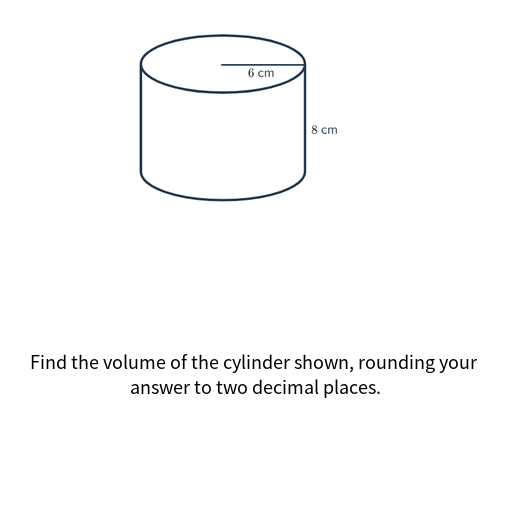 6 cm
8 cm
Find the volume of the cylinder shown, rounding your
answer to two decimal places.